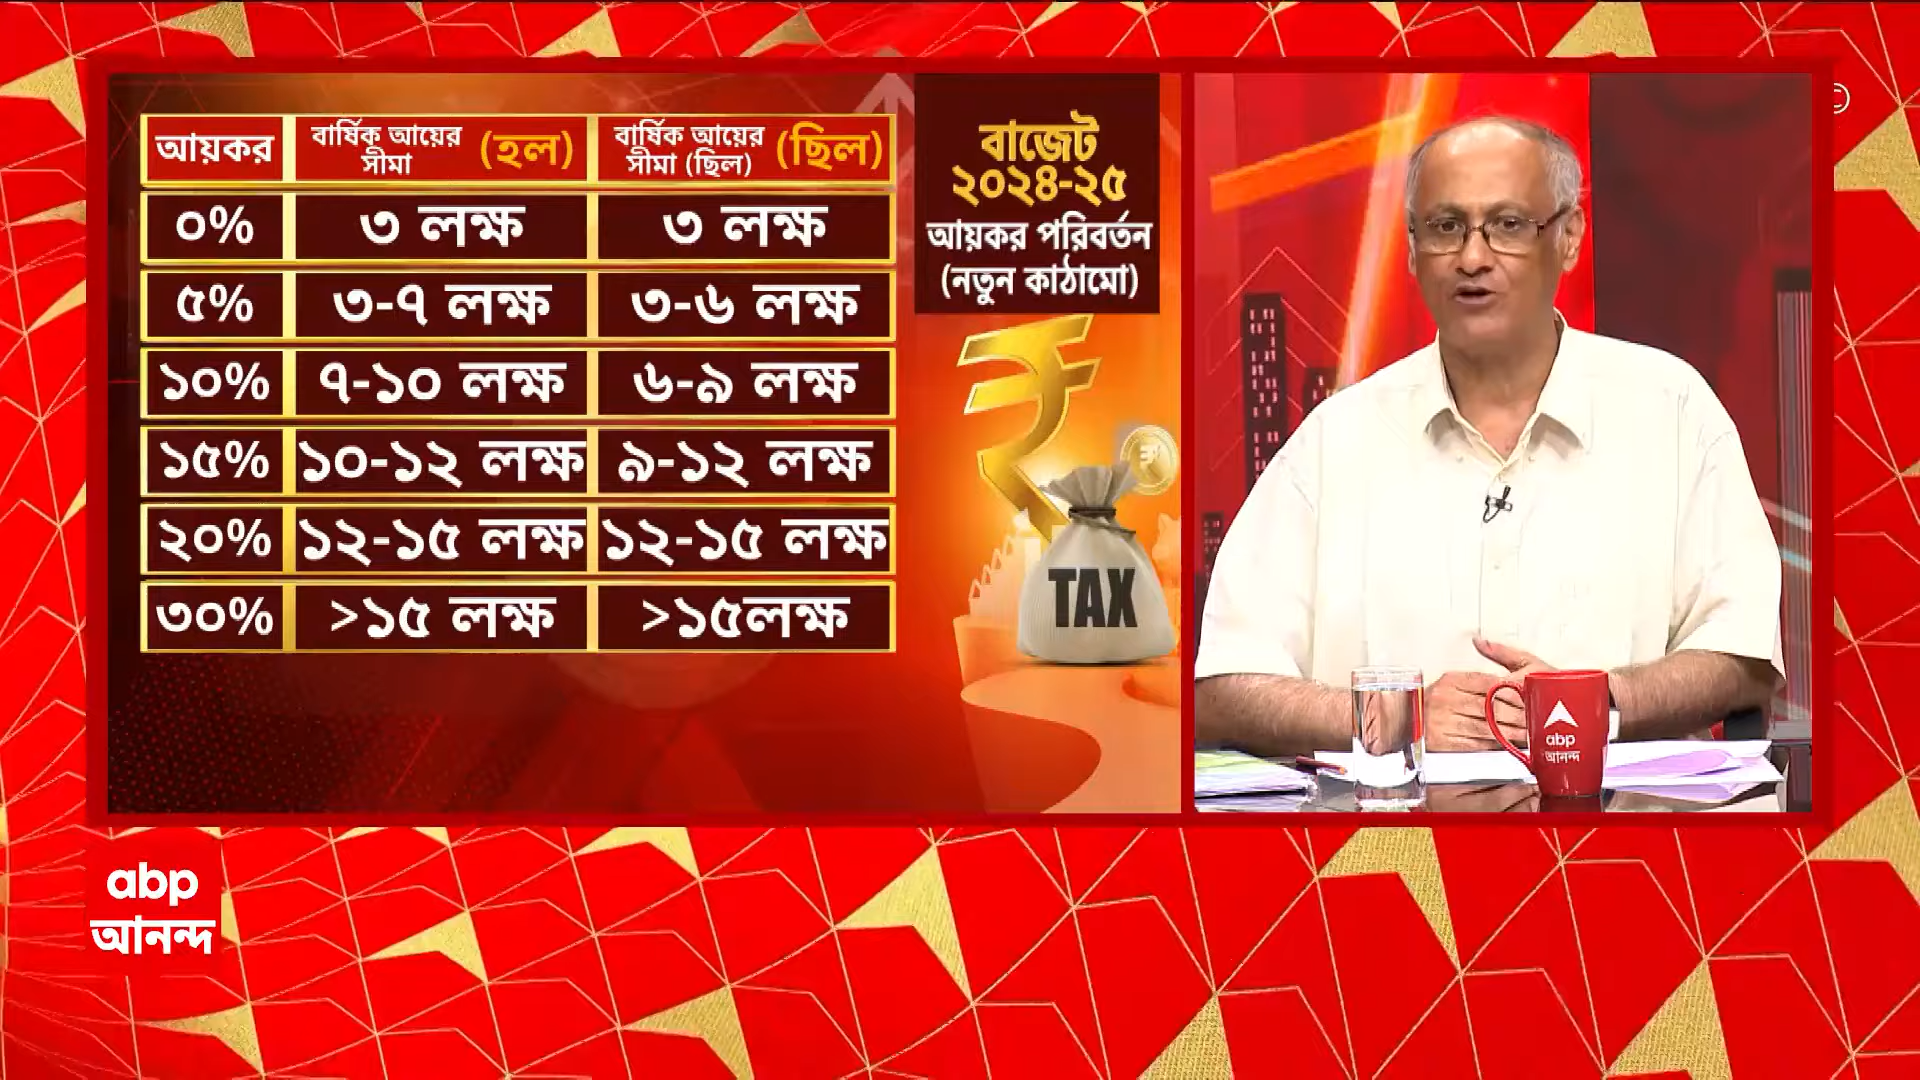 আয়কর বার্ষিক আয়ের সীমা (হল) বার্ষিক আয়ের সীমা (ছিল) (ছিল)
০% ৩ লক্ষ ৩ লক্ষ
৫% ৩-৭ লক্ষ ৩-৬ লক্ষ
১০% ৭-১০ লক্ষ ৬-৯ লক্ষ
১৫% ১০-১২ লক্ষ ৯-১২ লক্ষ
২০% ১২-১৫ লক্ষ ১২-১৫ লক্ষ
৩০% >১৫ লক্ষ >১৫লক্ষ
বাজেট
২০২৪-২৫
আয়কর পরিবর্তন
(নতুন কাঠামো)
₹
₹
TAX
abp
আনন্দ
abp
আনন্দ
©